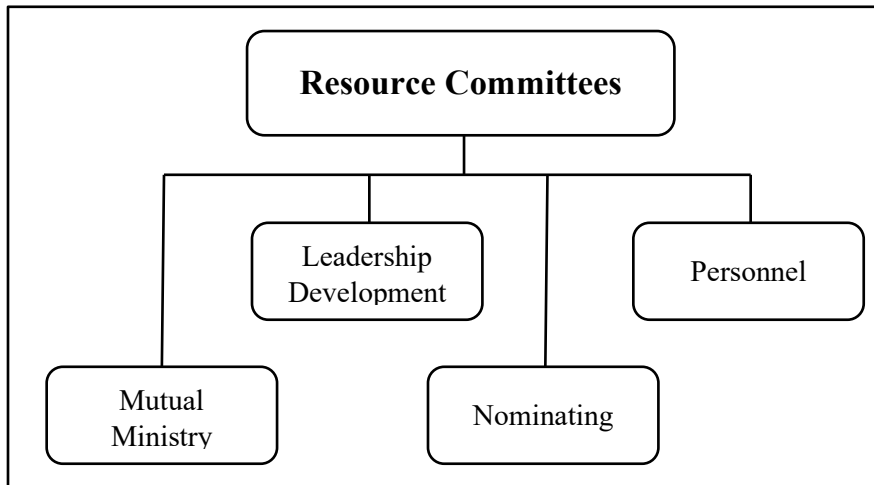 Resource Committees
Leadership
Development
Personnel
Mutual
Ministry
Nominating